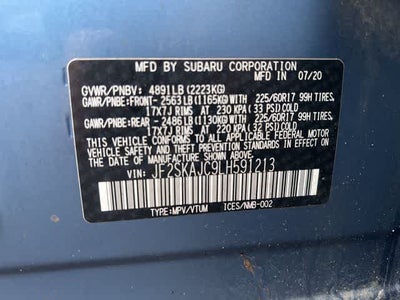 MFD. BY SUBARU CORPORATION
MFD. IN 07/20
GVWR/PNBV: 4891LB (2223KG)
GAWR/PNBE:FRONT- 2563LB(1165KG)WITH 225/60R17 99H TIRES,
17x7J RIMS AT 230 KPA(33 PSI)COLD
GAWR/PNBE:REAR - 2486LB(1130KG)WITH 225/60R17 99H TIRES,
17x7J RIMS AT 220 KPA(32 PSI)COLD
THIS VEHICLE CONFORMS TO ALL APPLICABLE FEDERAL MOTOR
VEHICLE SAFETY STANDARDS IN EFFECT
ON THE DATE OF MANUFACTURE SHOWN ABOVE.
VIN: JF2SKAJC9LH591213
TYPE:MPV/VTUM ICES/NMB-002